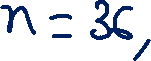 n = 36,